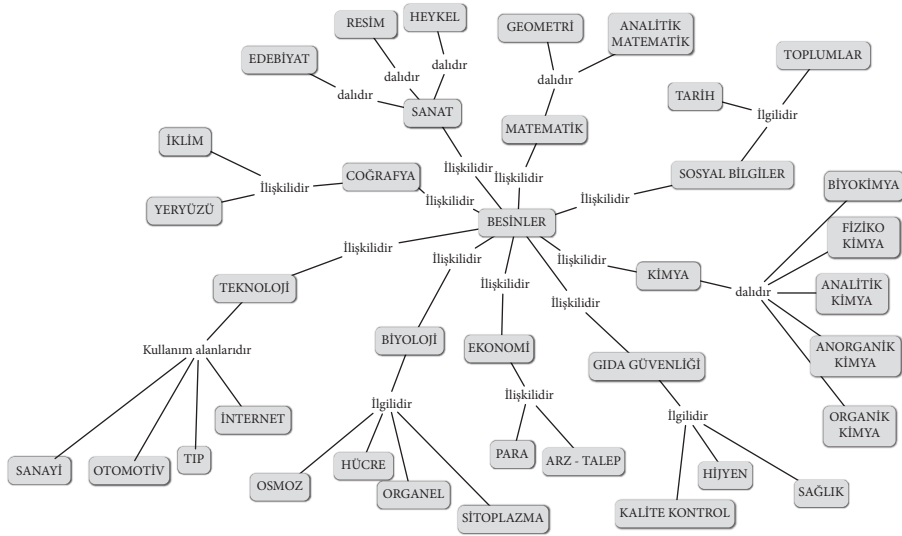 HEYKEL
RESİM
GEOMETRİ
ANALİTİK
MATEMATİK
EDEBİYAT
TOPLUMLAR
dalıdır
dalıdır
dalıdır
dalıdır
TARİH
SANAT
İlgilidir
MATEMATİK
İKLİM
İlişkilidir
İlişkilidir
SOSYAL BİLGİLER
COĞRAFYA
İlişkilidir
BİYOKİMYA
YERYÜZÜ
İlişkilidir
İlişkilidir
BESİNLER
FİZİKO
KİMYA
İlişkilidir
İlişkilidir
İlişkilidir
KİMYA
TEKNOLOJİ
İlişkilidir
dalıdır
ANALİTİK
KİMYA
İlişkilidir
Kullanım alanlarıdır
BİYOLOJİ
EKONOMİ
GIDA GÜVENLİĞİ
ANORGANİK
KİMYA
İlişkilidir
İlgilidir
İlgilidir
İNTERNET
ORGANİK
KİMYA
SANAYİ
OTOMOTİV
TIP
HÜCRE
PARA
ARZ - TALEP
OSMOZ
ORGANEL
HİJYEN
SAĞLIK
SİTOPLAZMA
KALİTE KONTROL